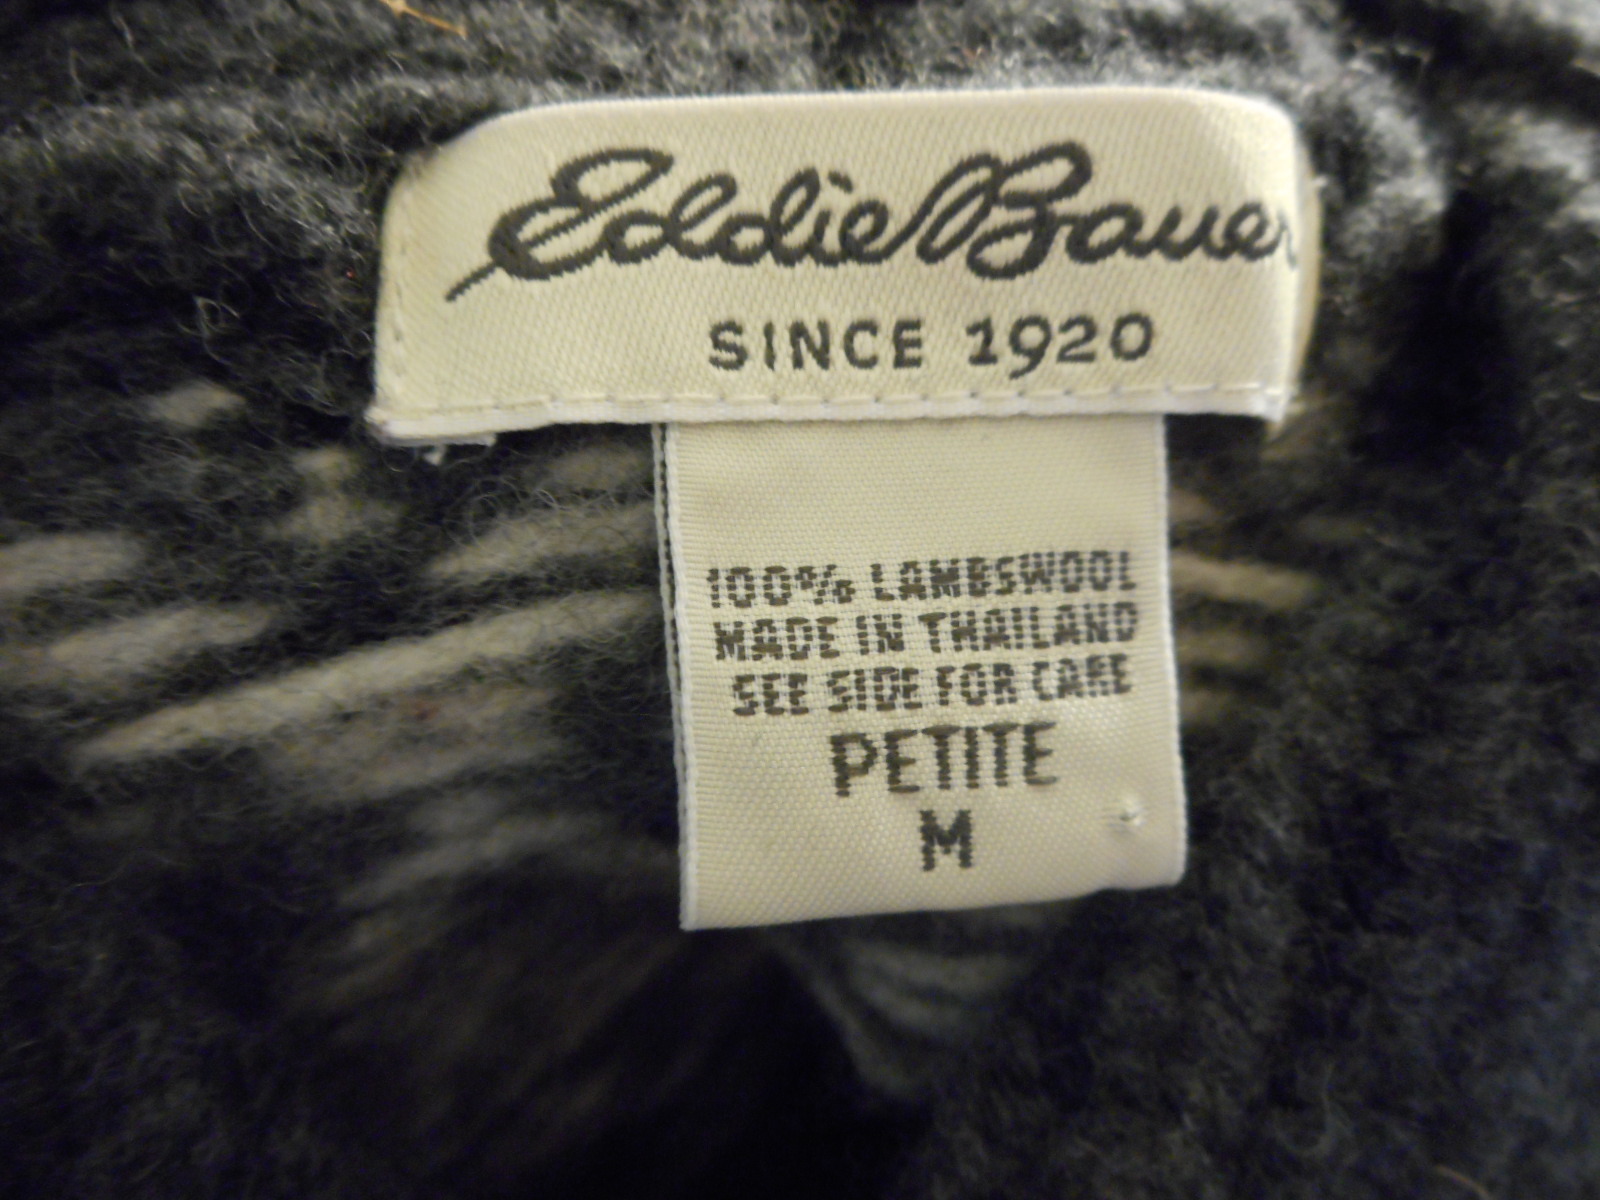 Eddie Bauer
SINCE 1920
100% LAMBSWOOL
MADE IN THAILAND
SEE SIDE FOR CARE
PETITE
M